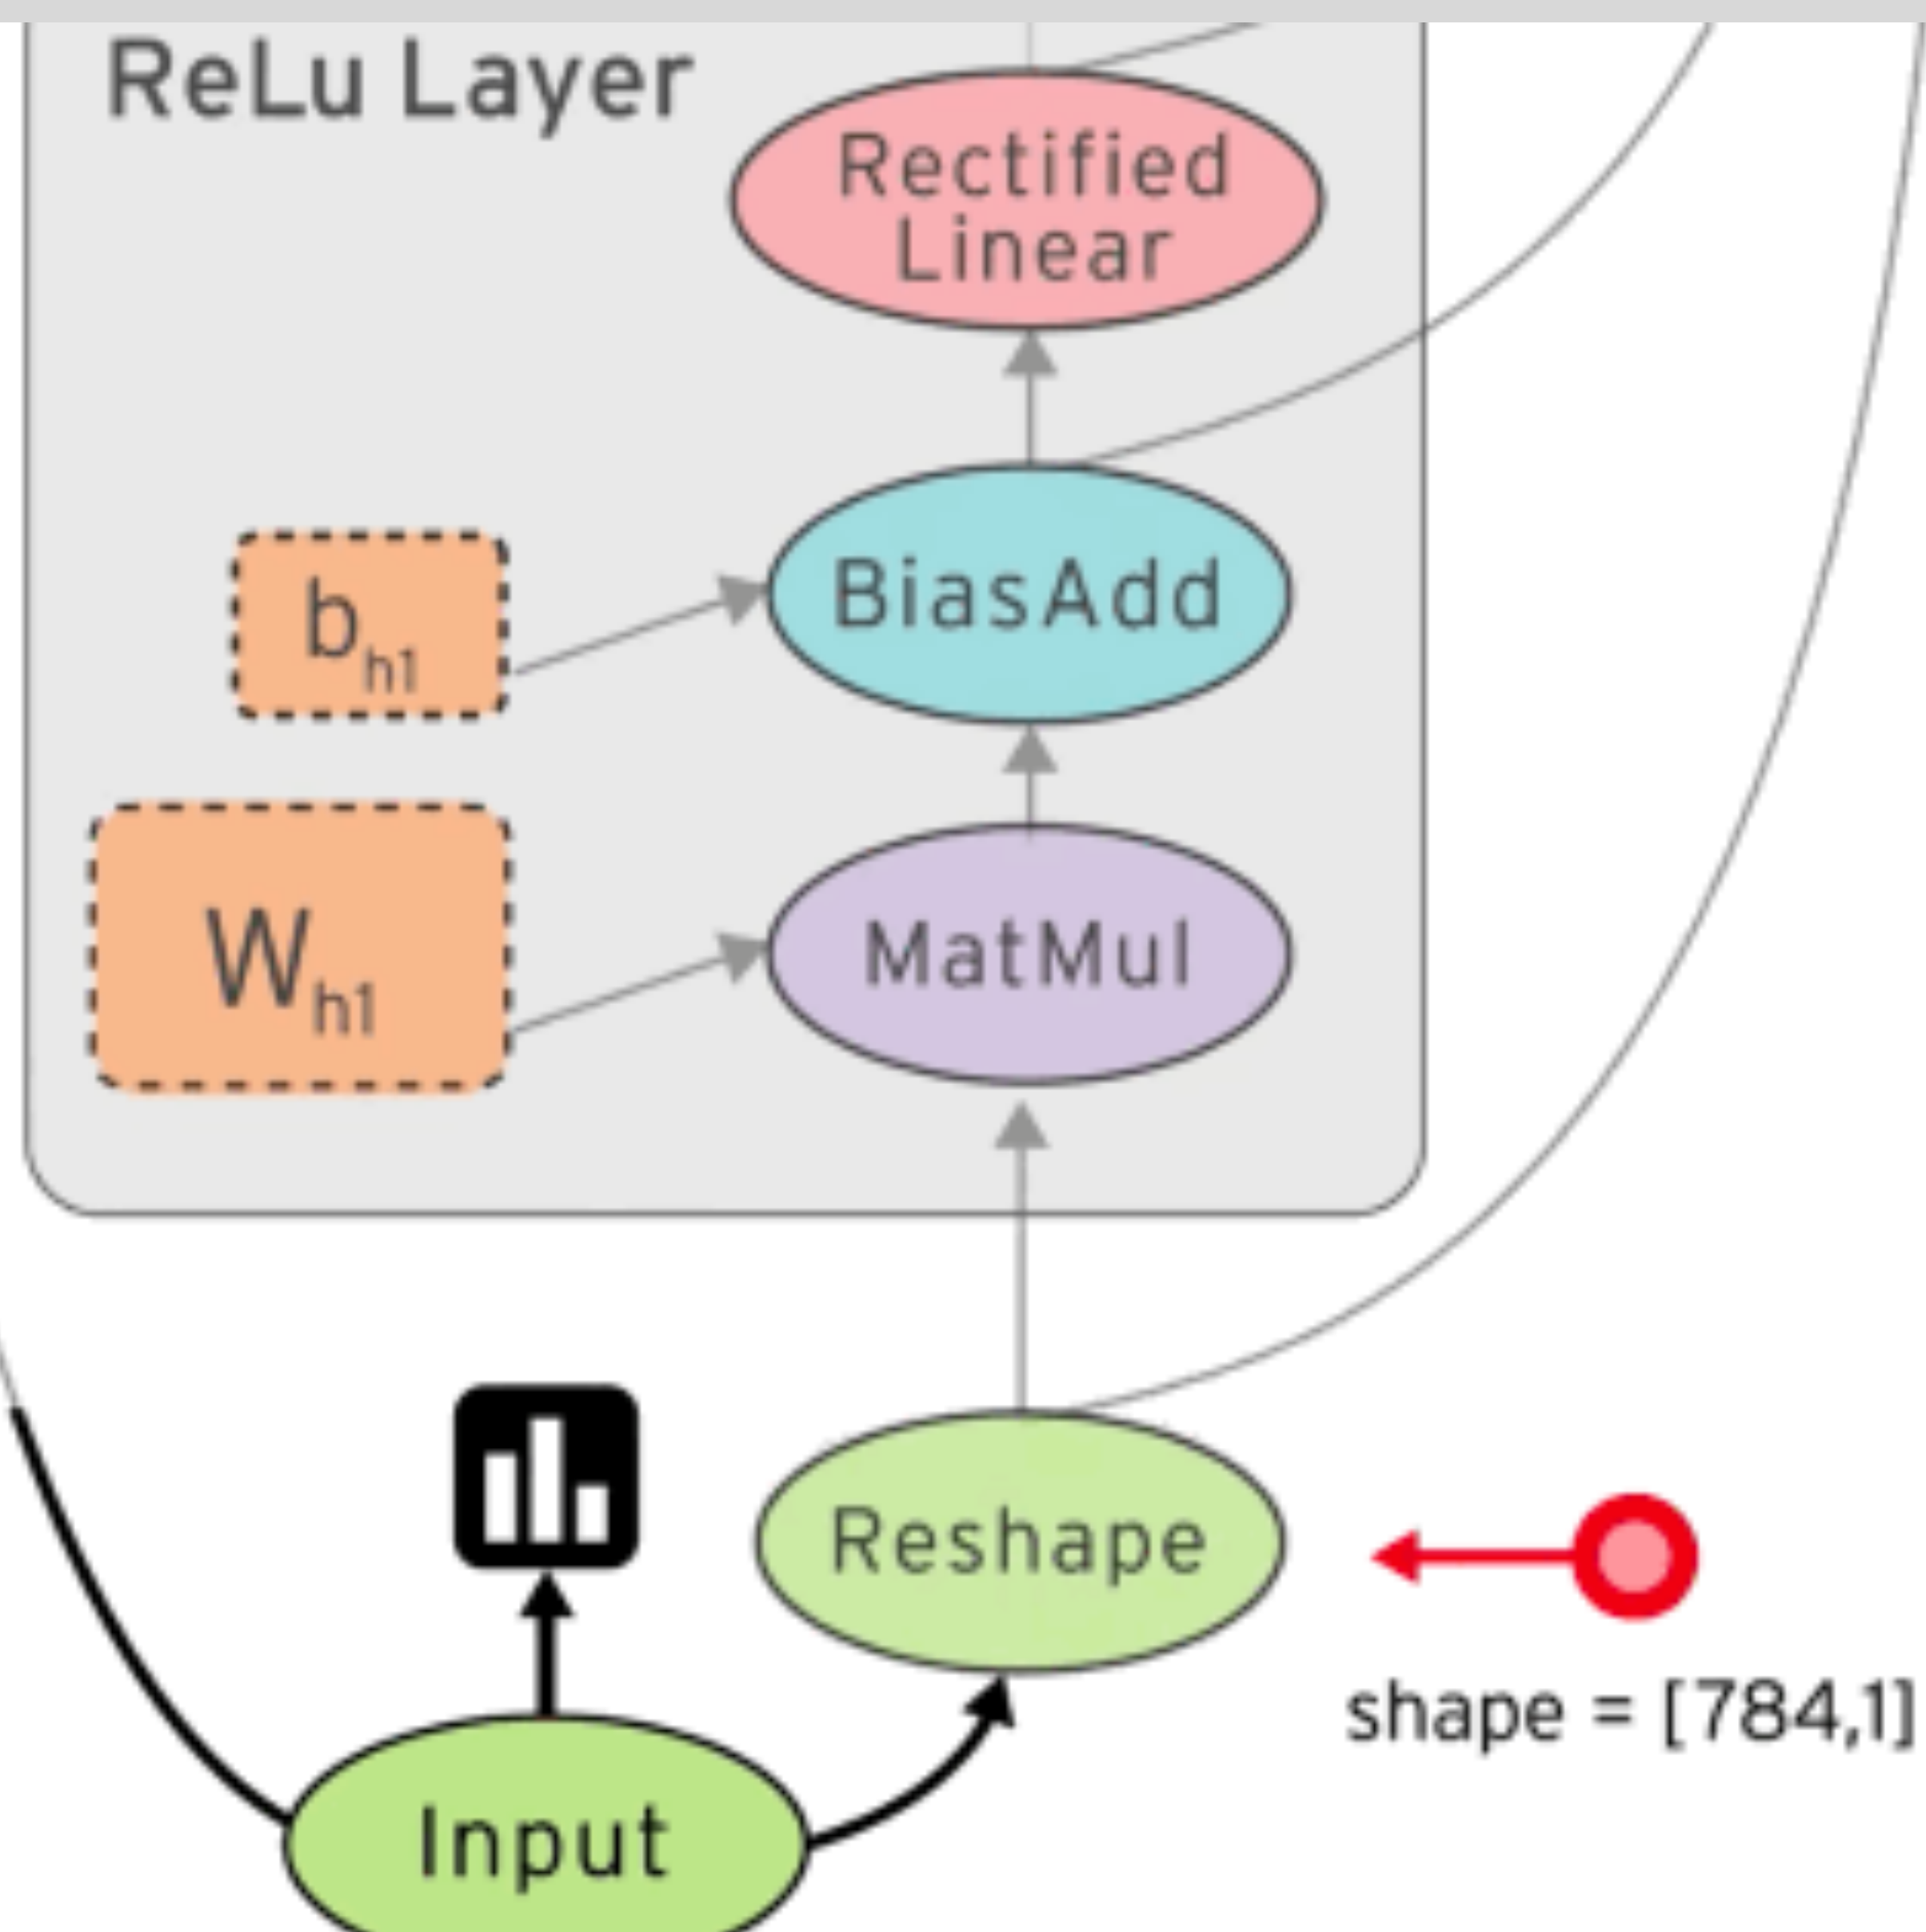 ReLu Layer
Rectified
Linear
BiasAdd
b h1
MatMul
W h1
Reshape
shape = [784,1]
Input